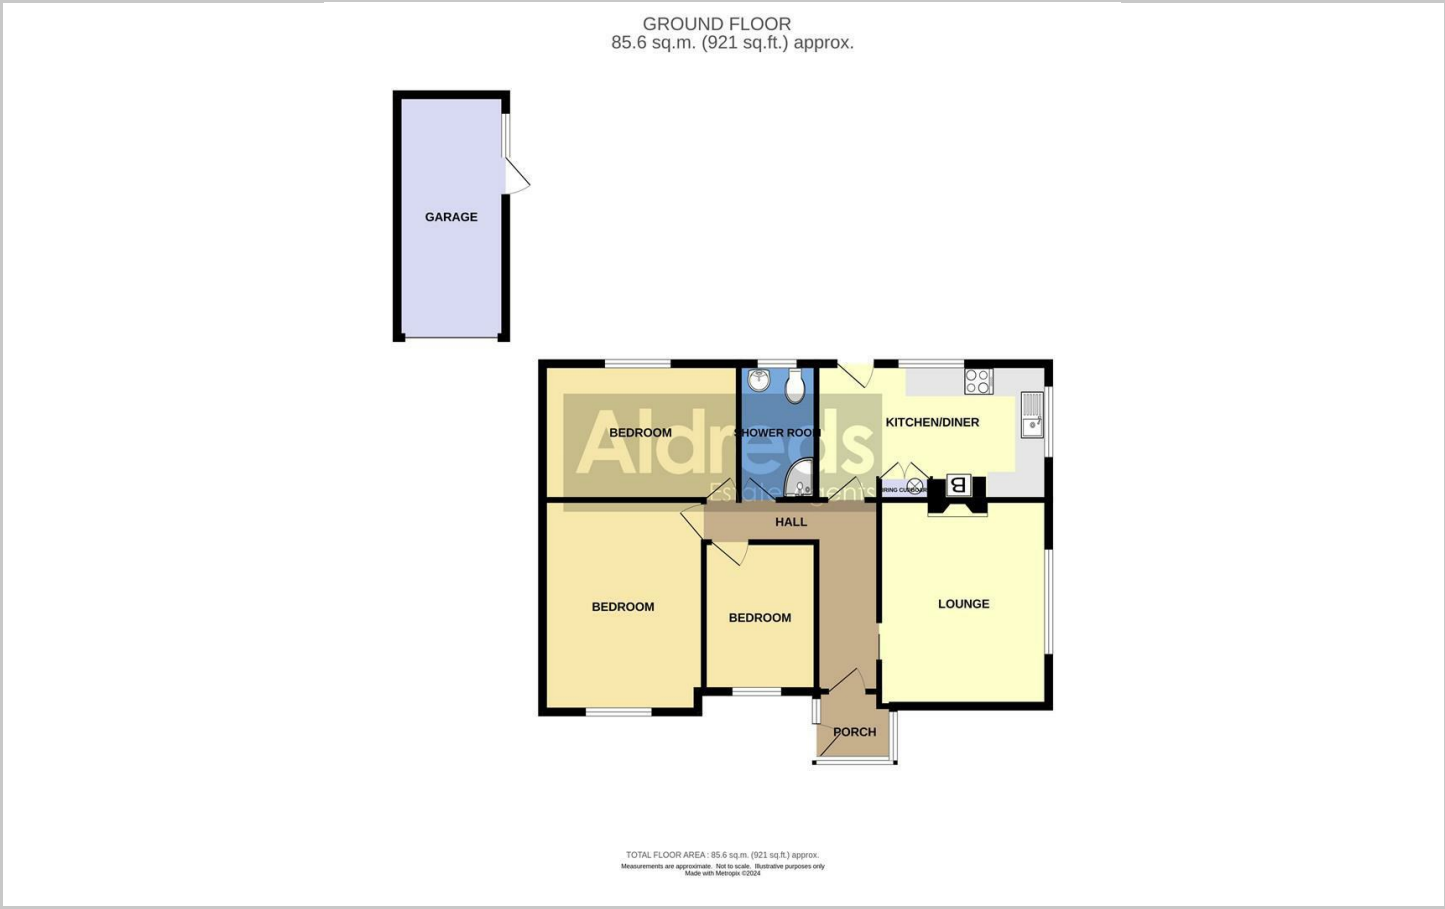 GROUND FLOOR
85.6 sq.m. (921 sq.ft.) approx.
GARAGE
BEDROOM
SHOWER ROOM
KITCHEN/DINER
Aldreds
Estate Agents
B
HALL
BEDROOM
BEDROOM
LOUNGE
PORCH
TOTAL FLOOR AREA : 85.6 sq.m. (921 sq.ft.) approx.
Measurements are approximate. Not to scale. Illustrative purposes only
Made with Metropix ©2024